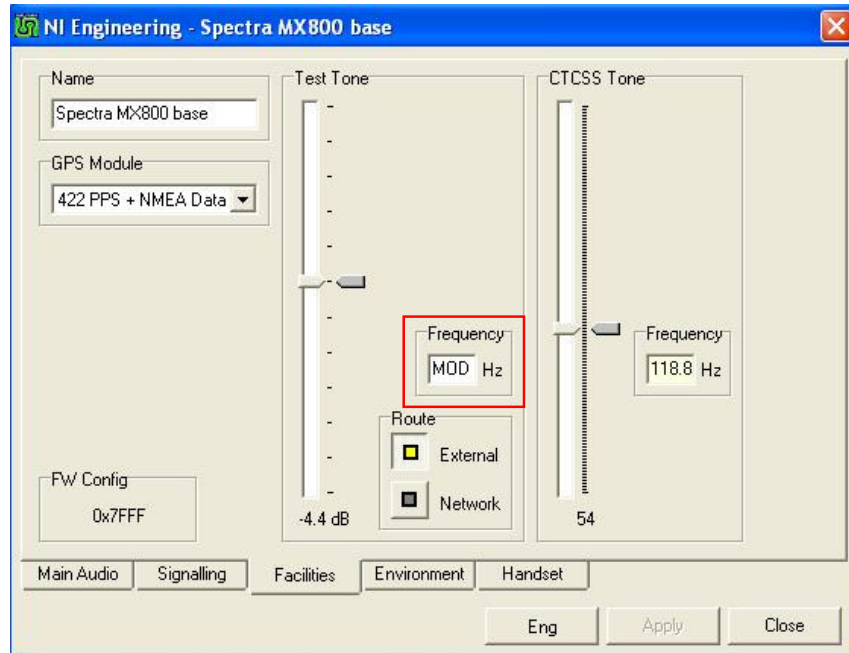 NI Engineering - Spectra MX800 base
Name
Spectra MX800 base
GPS Module
422 PPS + NMEA Data
FW Config
0x7FFF
Test Tone
-4.4 dB
Frequency
MOD Hz
Route
External
Network
CTCSS Tone
54
Frequency
118.8 Hz
Main Audio Signalling Facilities Environment Handset
Eng Apply Close